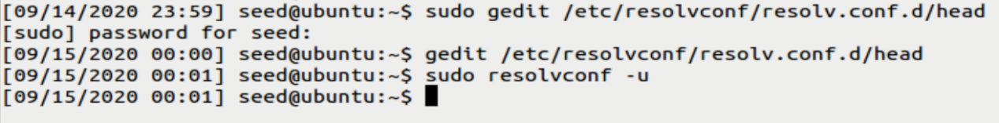 [09/14/2020 23:59] seed@ubuntu:~$ sudo gedit /etc/resolvconf/resolv.conf.d/head
[sudo] password for seed:
[09/15/2020 00:00] seed@ubuntu:~$ gedit /etc/resolvconf/resolv.conf.d/head
[09/15/2020 00:01] seed@ubuntu:~$ sudo resolvconf -u
[09/15/2020 00:01] seed@ubuntu:~$